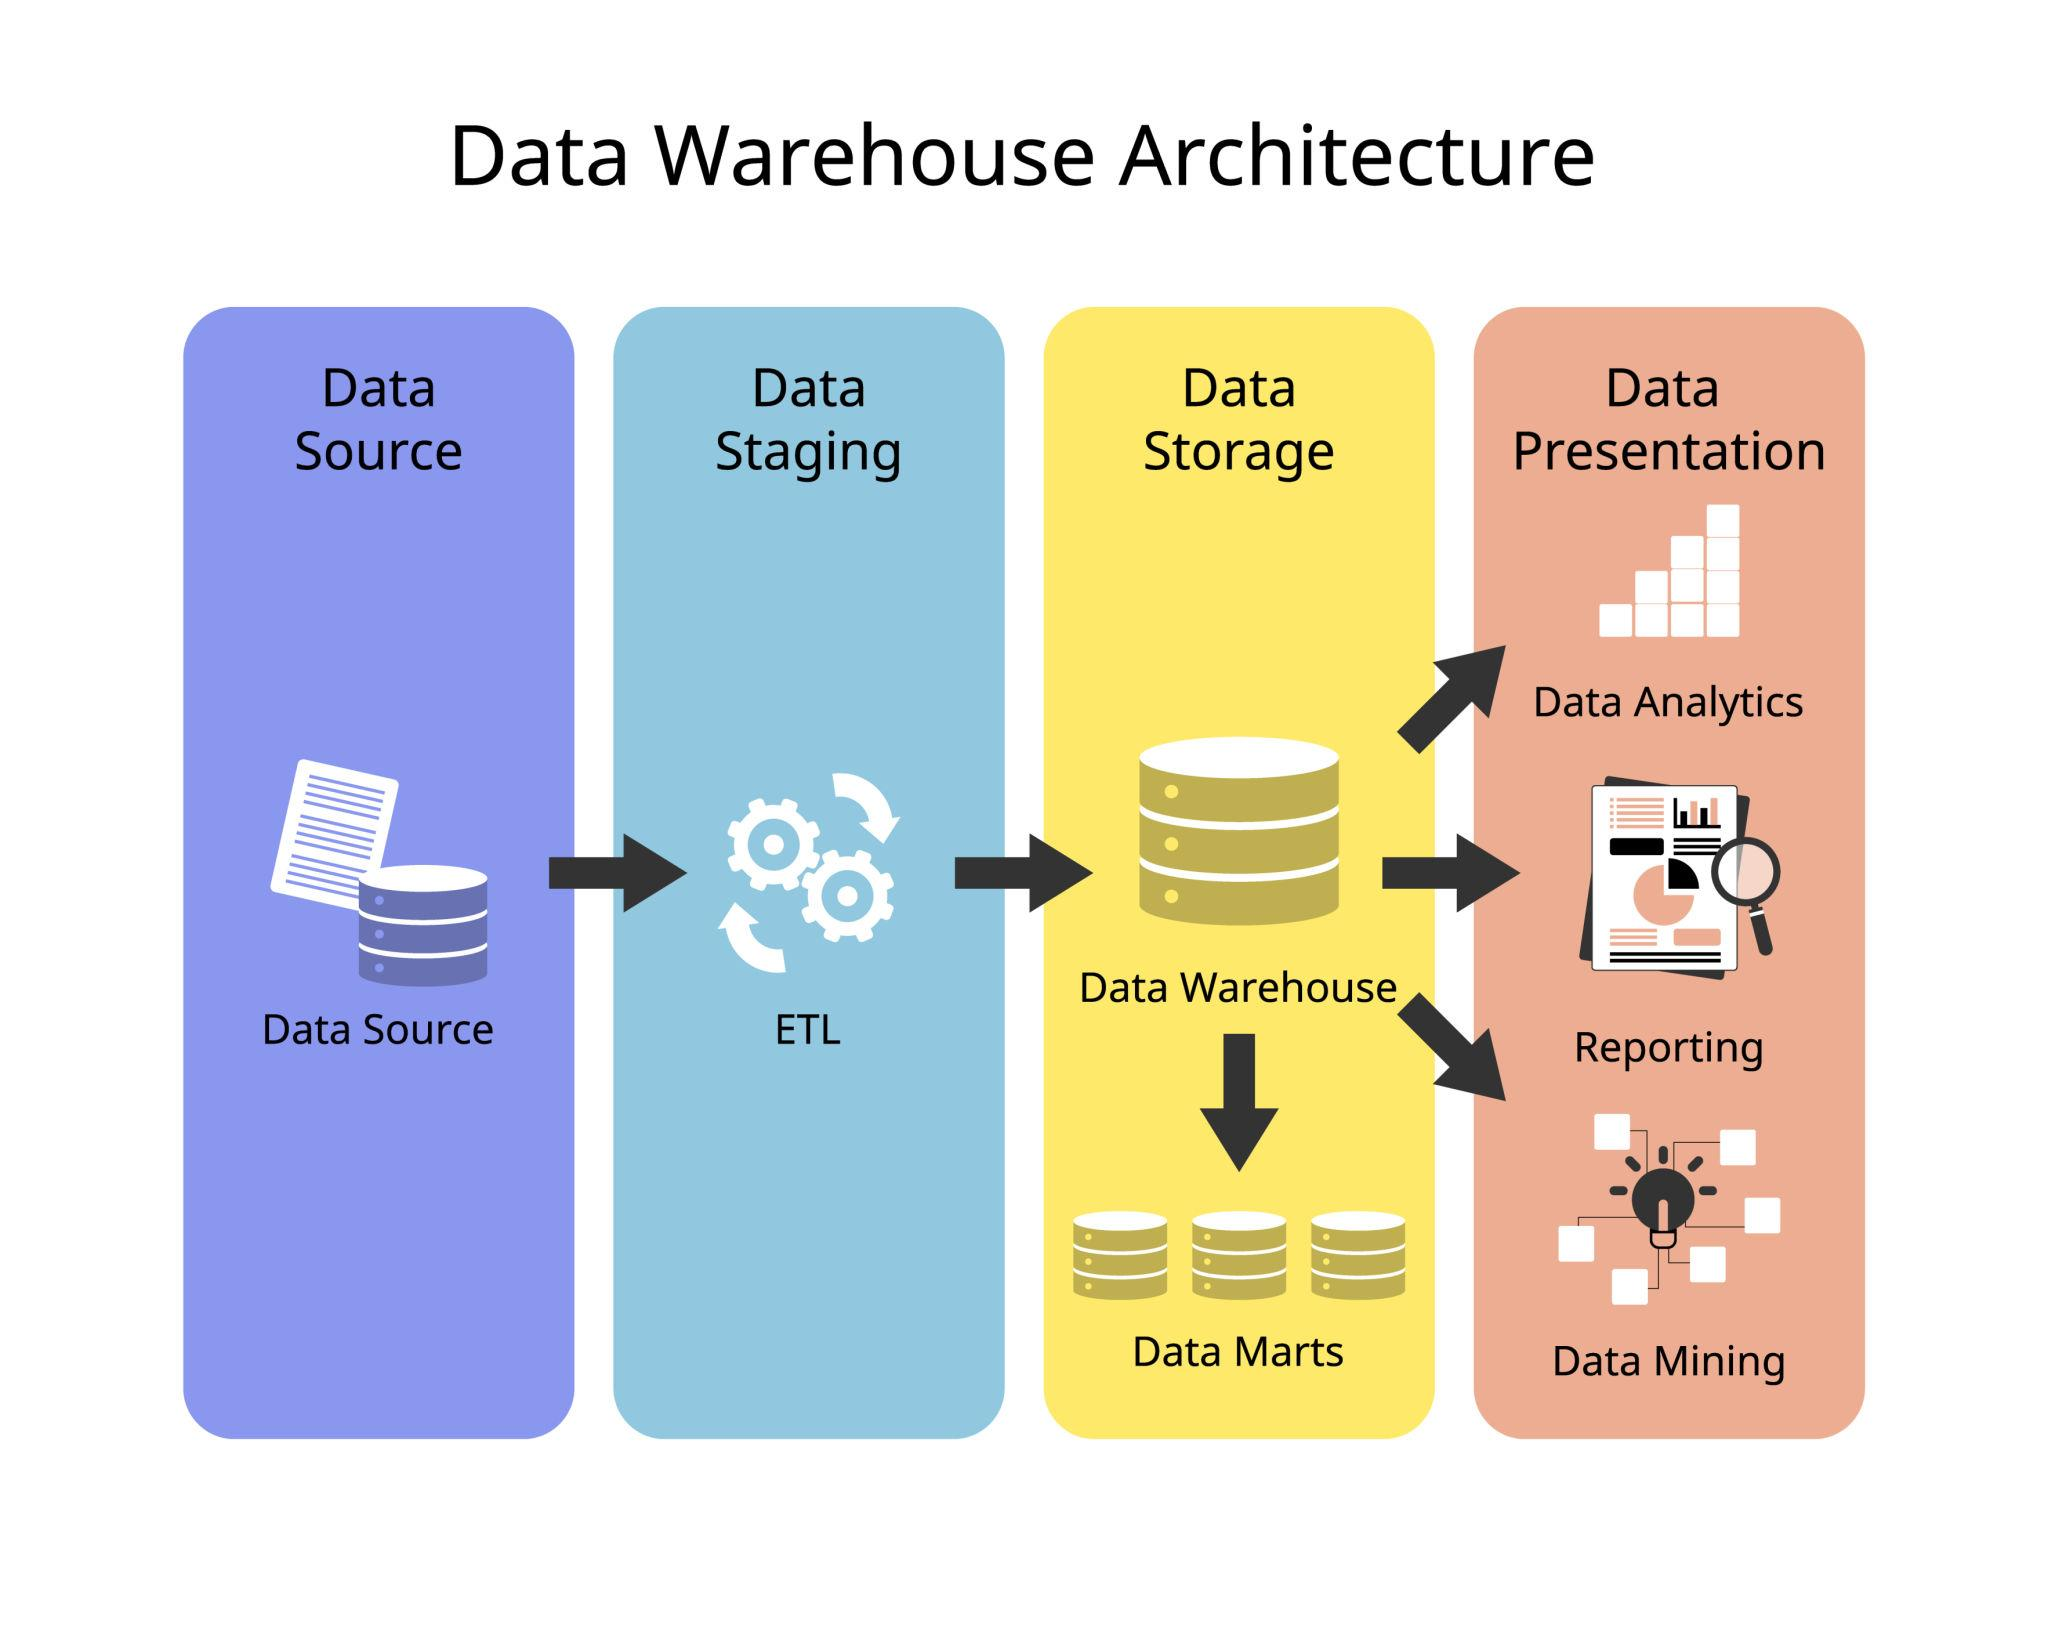 Data Warehouse Architecture
Data
Source
Data Source
Data
Staging
ETL
Data
Storage
Data Warehouse
Data Marts
Data
Presentation
Data Analytics
Reporting
Data Mining